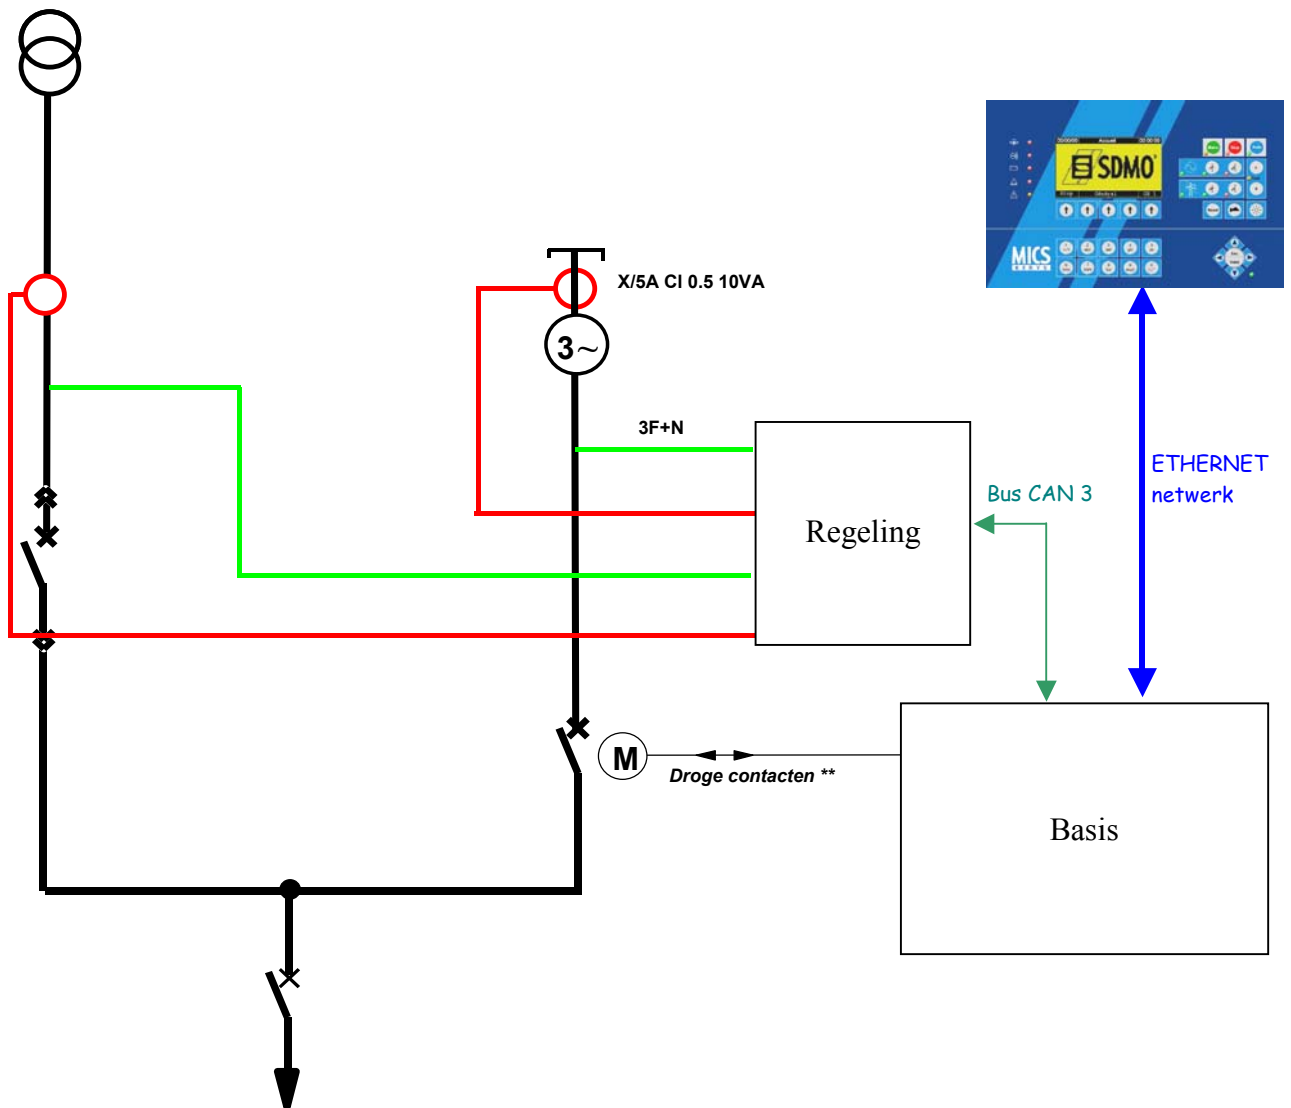 SDMO
MICS
X/5A Cl 0.5 10VA
3~
3F+N
ETHERNET
netwerk
Bus CAN 3
Regeling
M
Droge contacten **
Basis